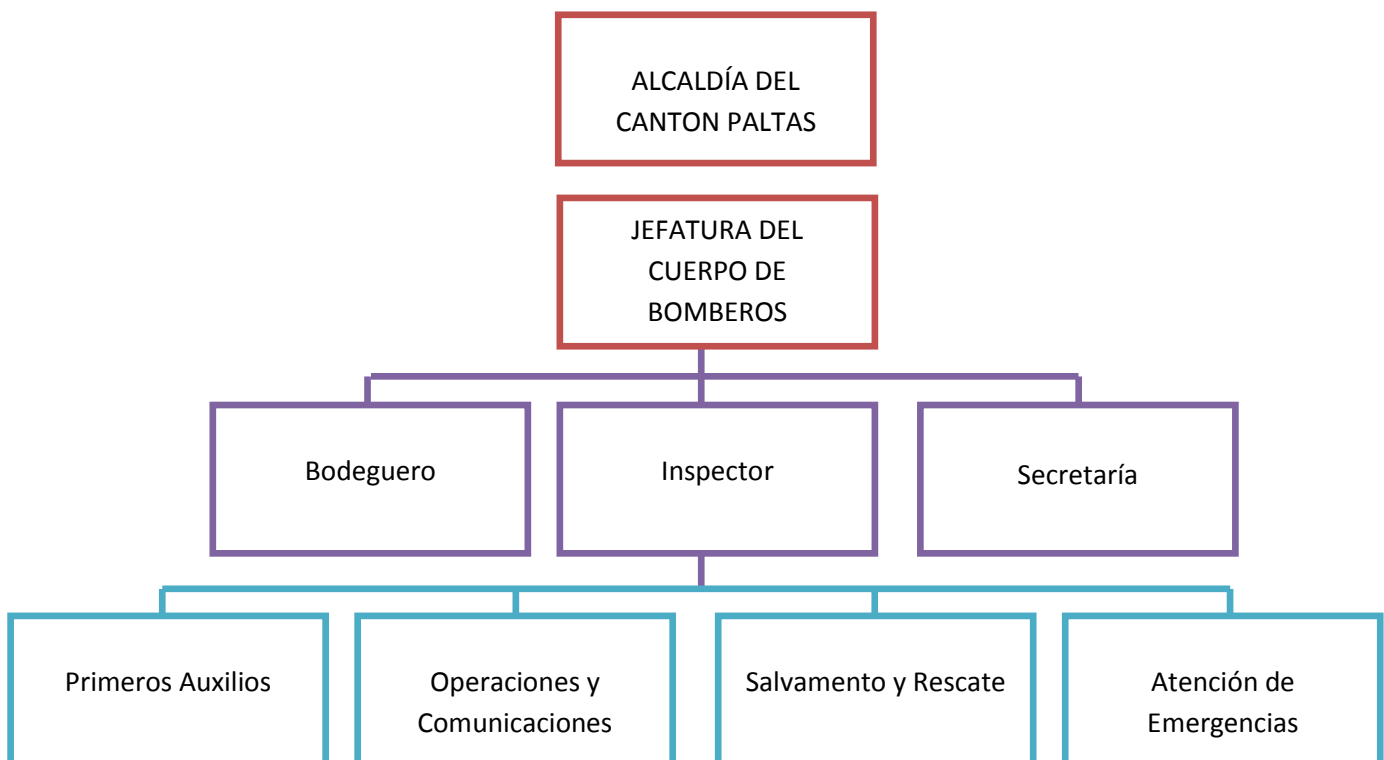 ALCALDÍA DEL
CANTON PALTAS
JEFATURA DEL
CUERPO DE
BOMBEROS
Bodeguero
Inspector
Secretaría
Primeros Auxilios
Operaciones y
Comunicaciones
Salvamento y Rescate
Atención de
Emergencias